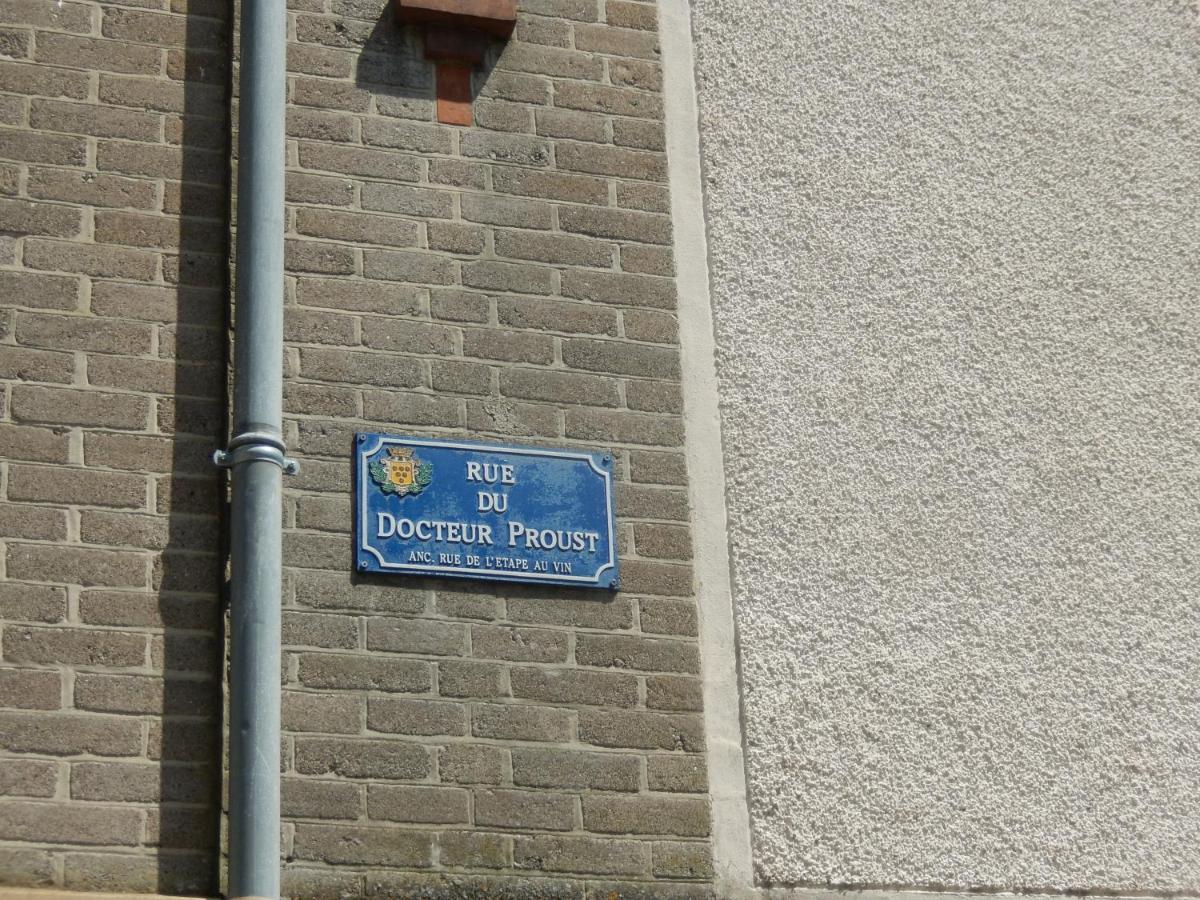 RUE
DU
DOCTEUR PROUST
ANC. RUE DE L'ETAPE AU VIN